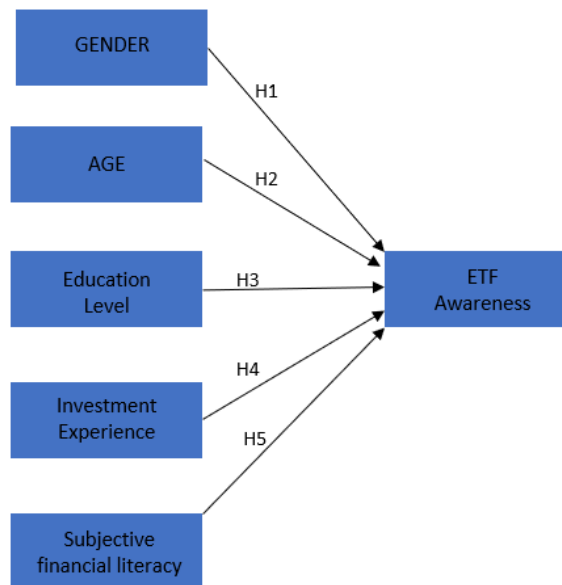 GENDER
H1
AGE
H2
Education
Level
H3
ETF
Awareness
Investment
Experience
H4
H5
Subjective
financial literacy